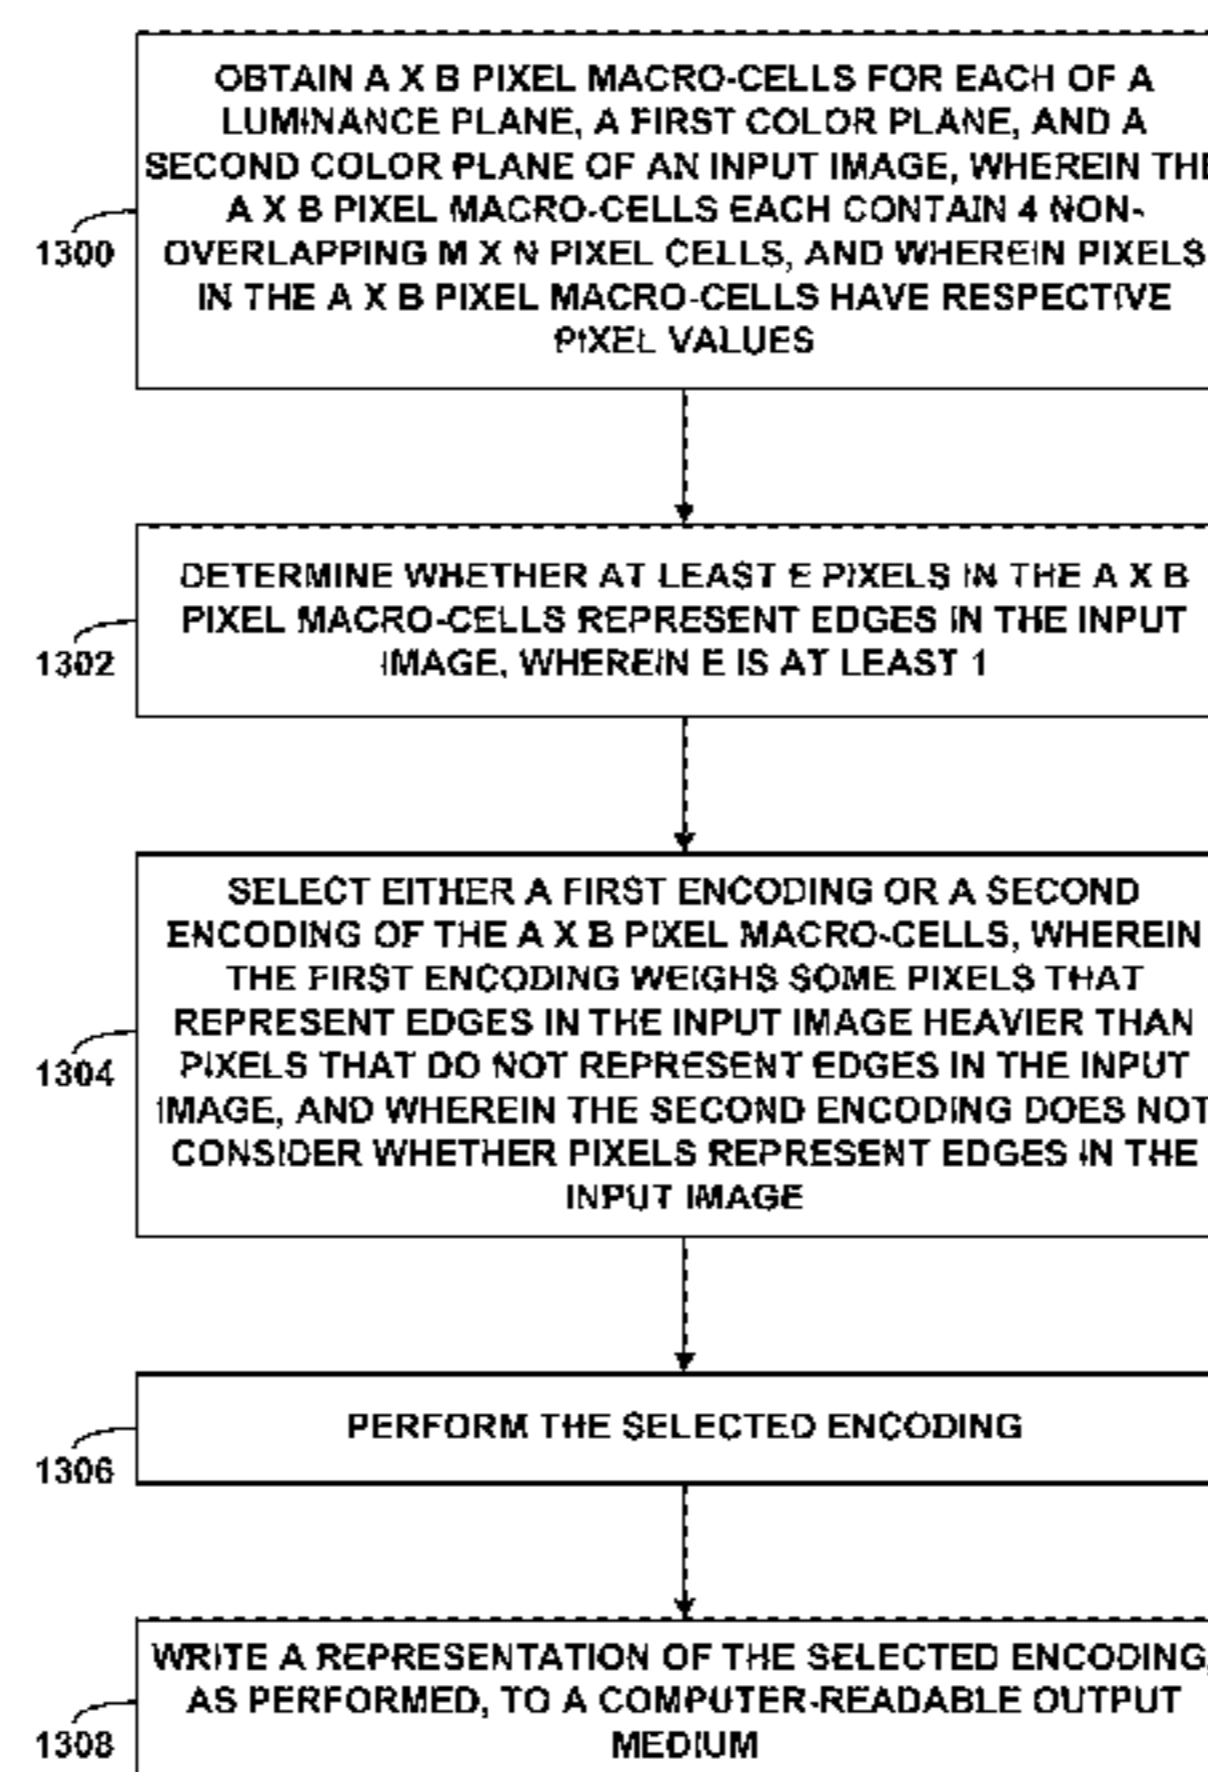 OBTAIN A X B PIXEL MACRO-CELLS FOR EACH OF A
LUMINANCE PLANE, A FIRST COLOR PLANE, AND A
SECOND COLOR PLANE OF AN INPUT IMAGE, WHEREIN THE
A X B PIXEL MACRO-CELLS EACH CONTAIN 4 NON-
1300
OVERLAPPING M X N PIXEL CELLS, AND WHEREIN PIXELS
IN THE A X B PIXEL MACRO-CELLS HAVE RESPECTIVE
PIXEL VALUES
DETERMINE WHETHER AT LEAST E PIXELS IN THE A X B
PIXEL MACRO-CELLS REPRESENT EDGES IN THE INPUT
1302
IMAGE, WHEREIN E IS AT LEAST 1
SELECT EITHER A FIRST ENCODING OR A SECOND
ENCODING OF THE A X B PIXEL MACRO-CELLS, WHEREIN
THE FIRST ENCODING WEIGHS SOME PIXELS THAT
REPRESENT EDGES IN THE INPUT IMAGE HEAVIER THAN
1304
PIXELS THAT DO NOT REPRESENT EDGES IN THE INPUT
IMAGE, AND WHEREIN THE SECOND ENCODING DOES NOT
CONSIDER WHETHER PIXELS REPRESENT EDGES IN THE
INPUT IMAGE
PERFORM THE SELECTED ENCODING
1306
WRITE A REPRESENTATION OF THE SELECTED ENCODING,
AS PERFORMED, TO A COMPUTER-READABLE OUTPUT
1308
MEDIUM